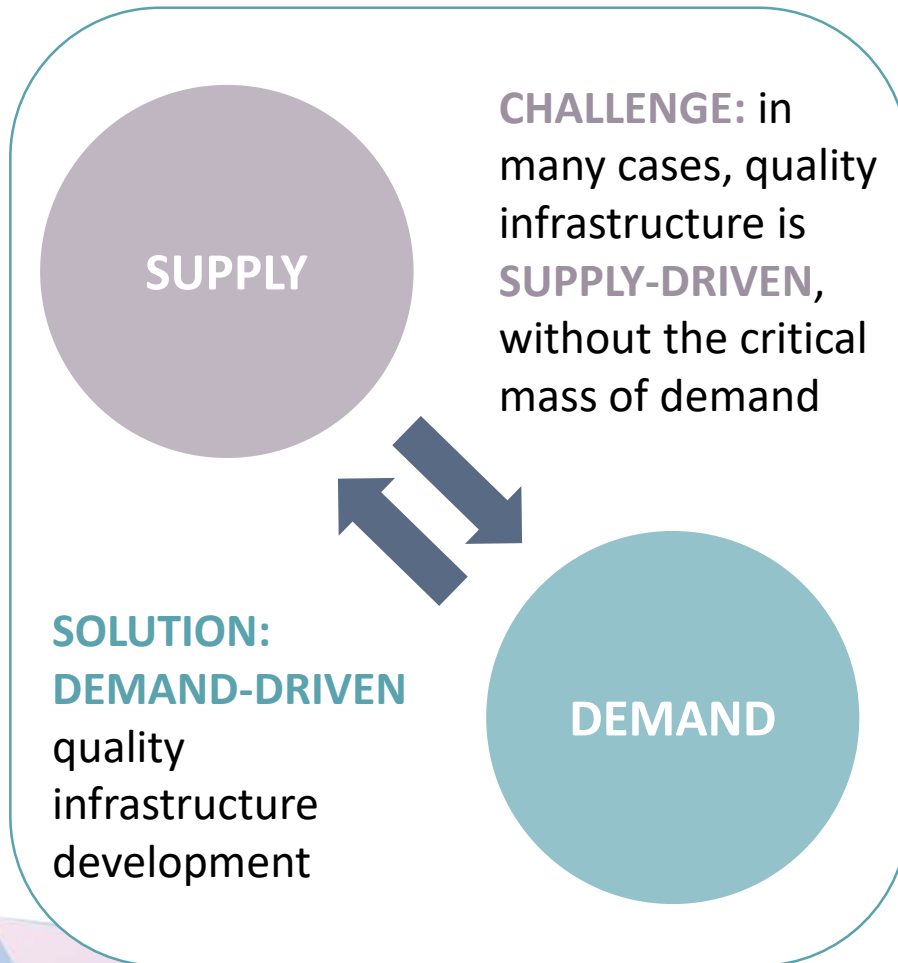 CHALLENGE: in
many cases, quality
infrastructure is
SUPPLY-DRIVEN,
without the critical
mass of demand
SUPPLY
SOLUTION:
DEMAND-DRIVEN
quality
infrastructure
development
DEMAND